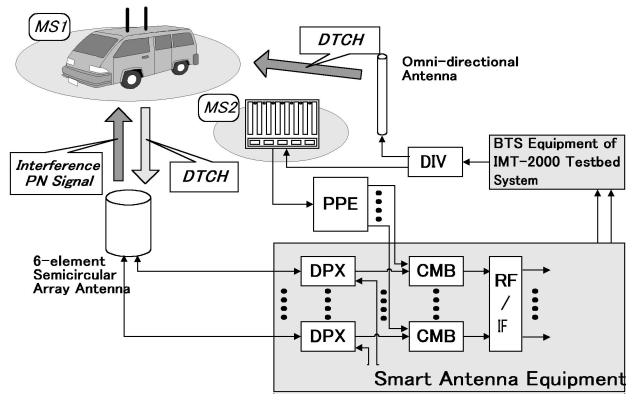 MS1
DTCH
Omni-directional
Antenna
MS2
BTS Equipment of
IMT-2000 Testbed
System
DIV
Interference
PN Signal
DTCH
PPE
6-element
Semicircular
Array Antenna
DPX
CMB
RF
/
IF
DPX
CMB
Smart Antenna Equipment